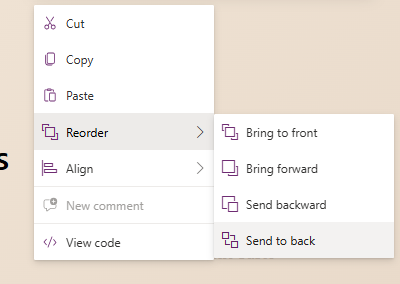 Cut
Copy
Paste
Reorder
Align
New comment
View code
Bring to front
Bring forward
Send backward
Send to back
s